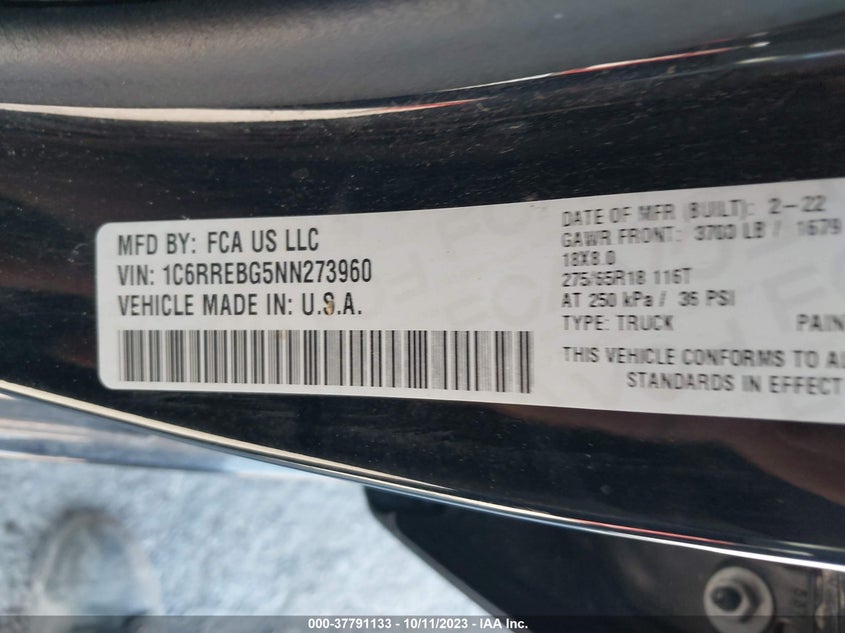 MFD BY: FCA US LLC
VIN: 1C6RREBG5NN273960
VEHICLE MADE IN: U.S.A.
DATE OF MFR (BUILT): 2-22
GAWR FRONT: 3700 LB / 1679
18X8.0
275/65R18 116T
AT 250 kPa / 36 PSI
TYPE: TRUCK PAIN
THIS VEHICLE CONFORMS TO AL
STANDARDS IN EFFECT
000-37791133 - 10/11/2023 - IAA Inc.